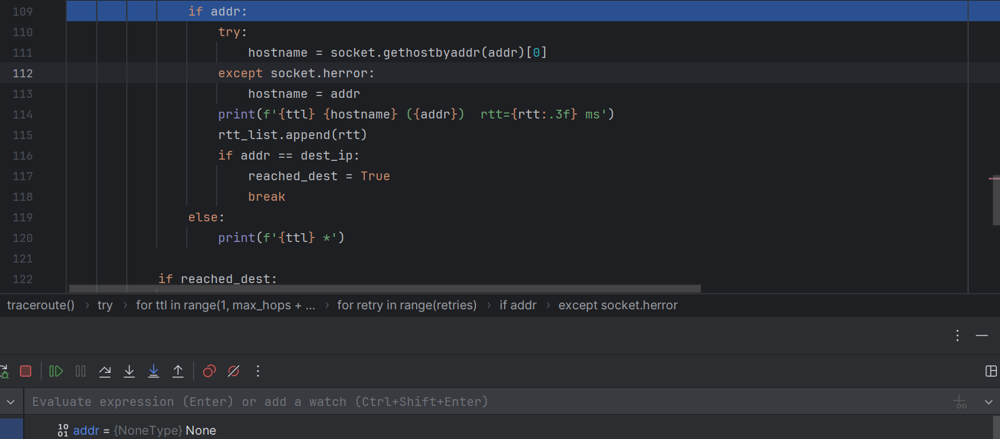 109 if addr:
110 try:
111 hostname = socket.gethostbyaddr(addr)[0]
112 except socket.herror:
113 hostname = addr
114 print(f'{ttl} {hostname} ({addr})  rtt={rtt:.3f} ms')
115 rtt_list.append(rtt)
116 if addr == dest_ip:
117 reached_dest = True
118 break
119 else:
120 print(f'{ttl} *')
121
122 if reached_dest:
traceroute() › try › for ttl in range(1, max_hops + ... › for retry in range(retries) › if addr › except socket.herror
Evaluate expression (Enter) or add a watch (Ctrl+Shift+Enter)
10 01 addr = {NoneType} None